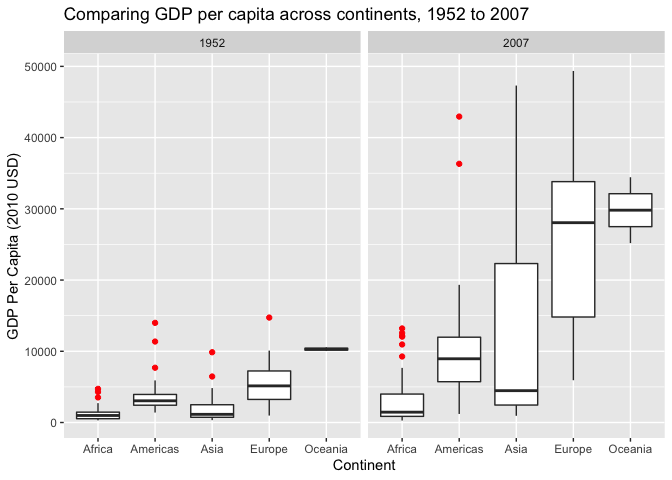 Comparing GDP per capita across continents, 1952 to 2007
1952 2007
GDP Per Capita (2010 USD)
50000
40000
30000
20000
10000
0
Africa Americas Asia Europe Oceania Africa Americas Asia Europe Oceania
Continent